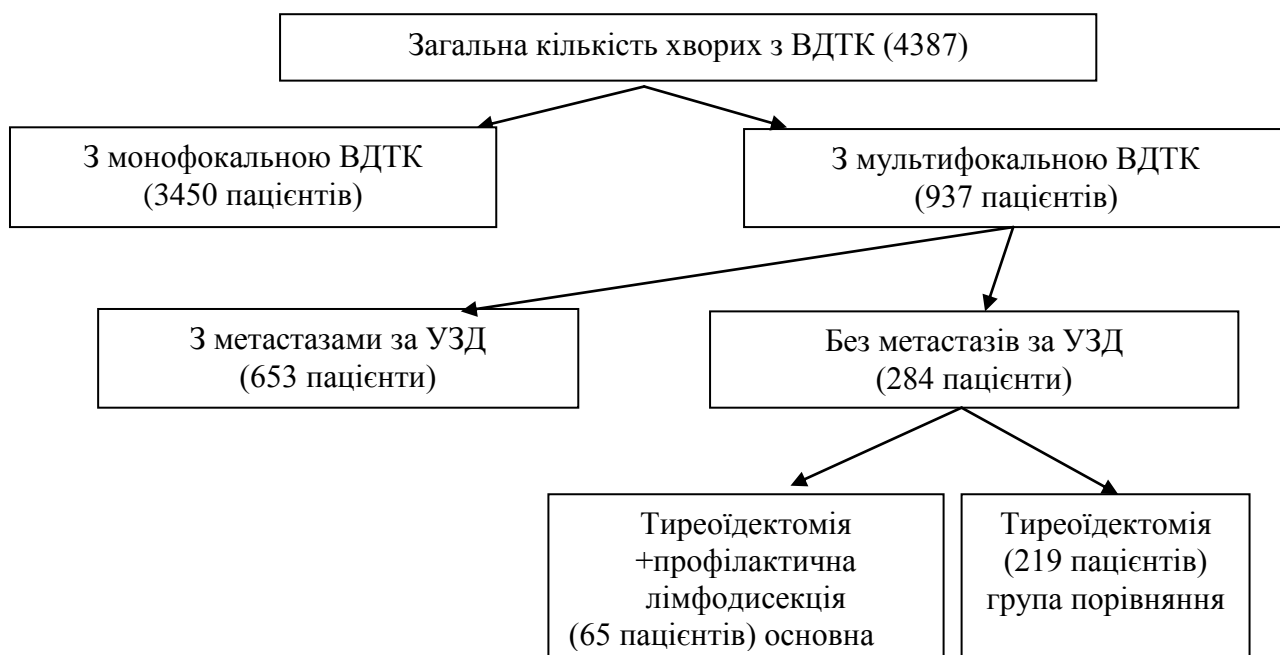 Загальна кількість хворих з ВДТК (4387)
З монофокальною ВДТК
(3450 пацієнтів)
З мультифокальною ВДТК
(937 пацієнтів)
З метастазами за УЗД
(653 пацієнти)
Без метастазів за УЗД
(284 пацієнти)
Тиреоїдектомія
+профілактична
лімфодисекція
(65 пацієнтів) основна
Тиреоїдектомія
(219 пацієнтів)
група порівняння